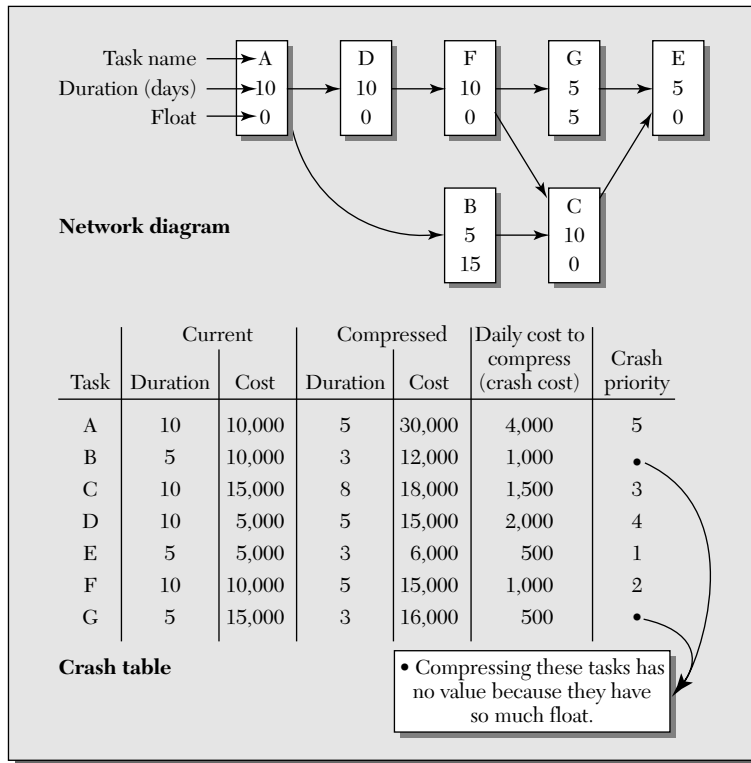 Task name A D F G E
Duration (days) 10 10 10 5 5
Float 0 0 0 5 0
B C
Network diagram 5 10
15 0
Current Compressed Daily cost to
compress Crash
Task Duration Cost Duration Cost (crash cost) priority
A 10 10,000 5 30,000 4,000 5
B 5 10,000 3 12,000 1,000 •
C 10 15,000 8 18,000 1,500 3
D 10 5,000 5 15,000 2,000 4
E 5 5,000 3 6,000 500 1
F 10 10,000 5 15,000 1,000 2
G 5 15,000 3 16,000 500 •
Crash table
• Compressing these tasks has
no value because they have
so much float.